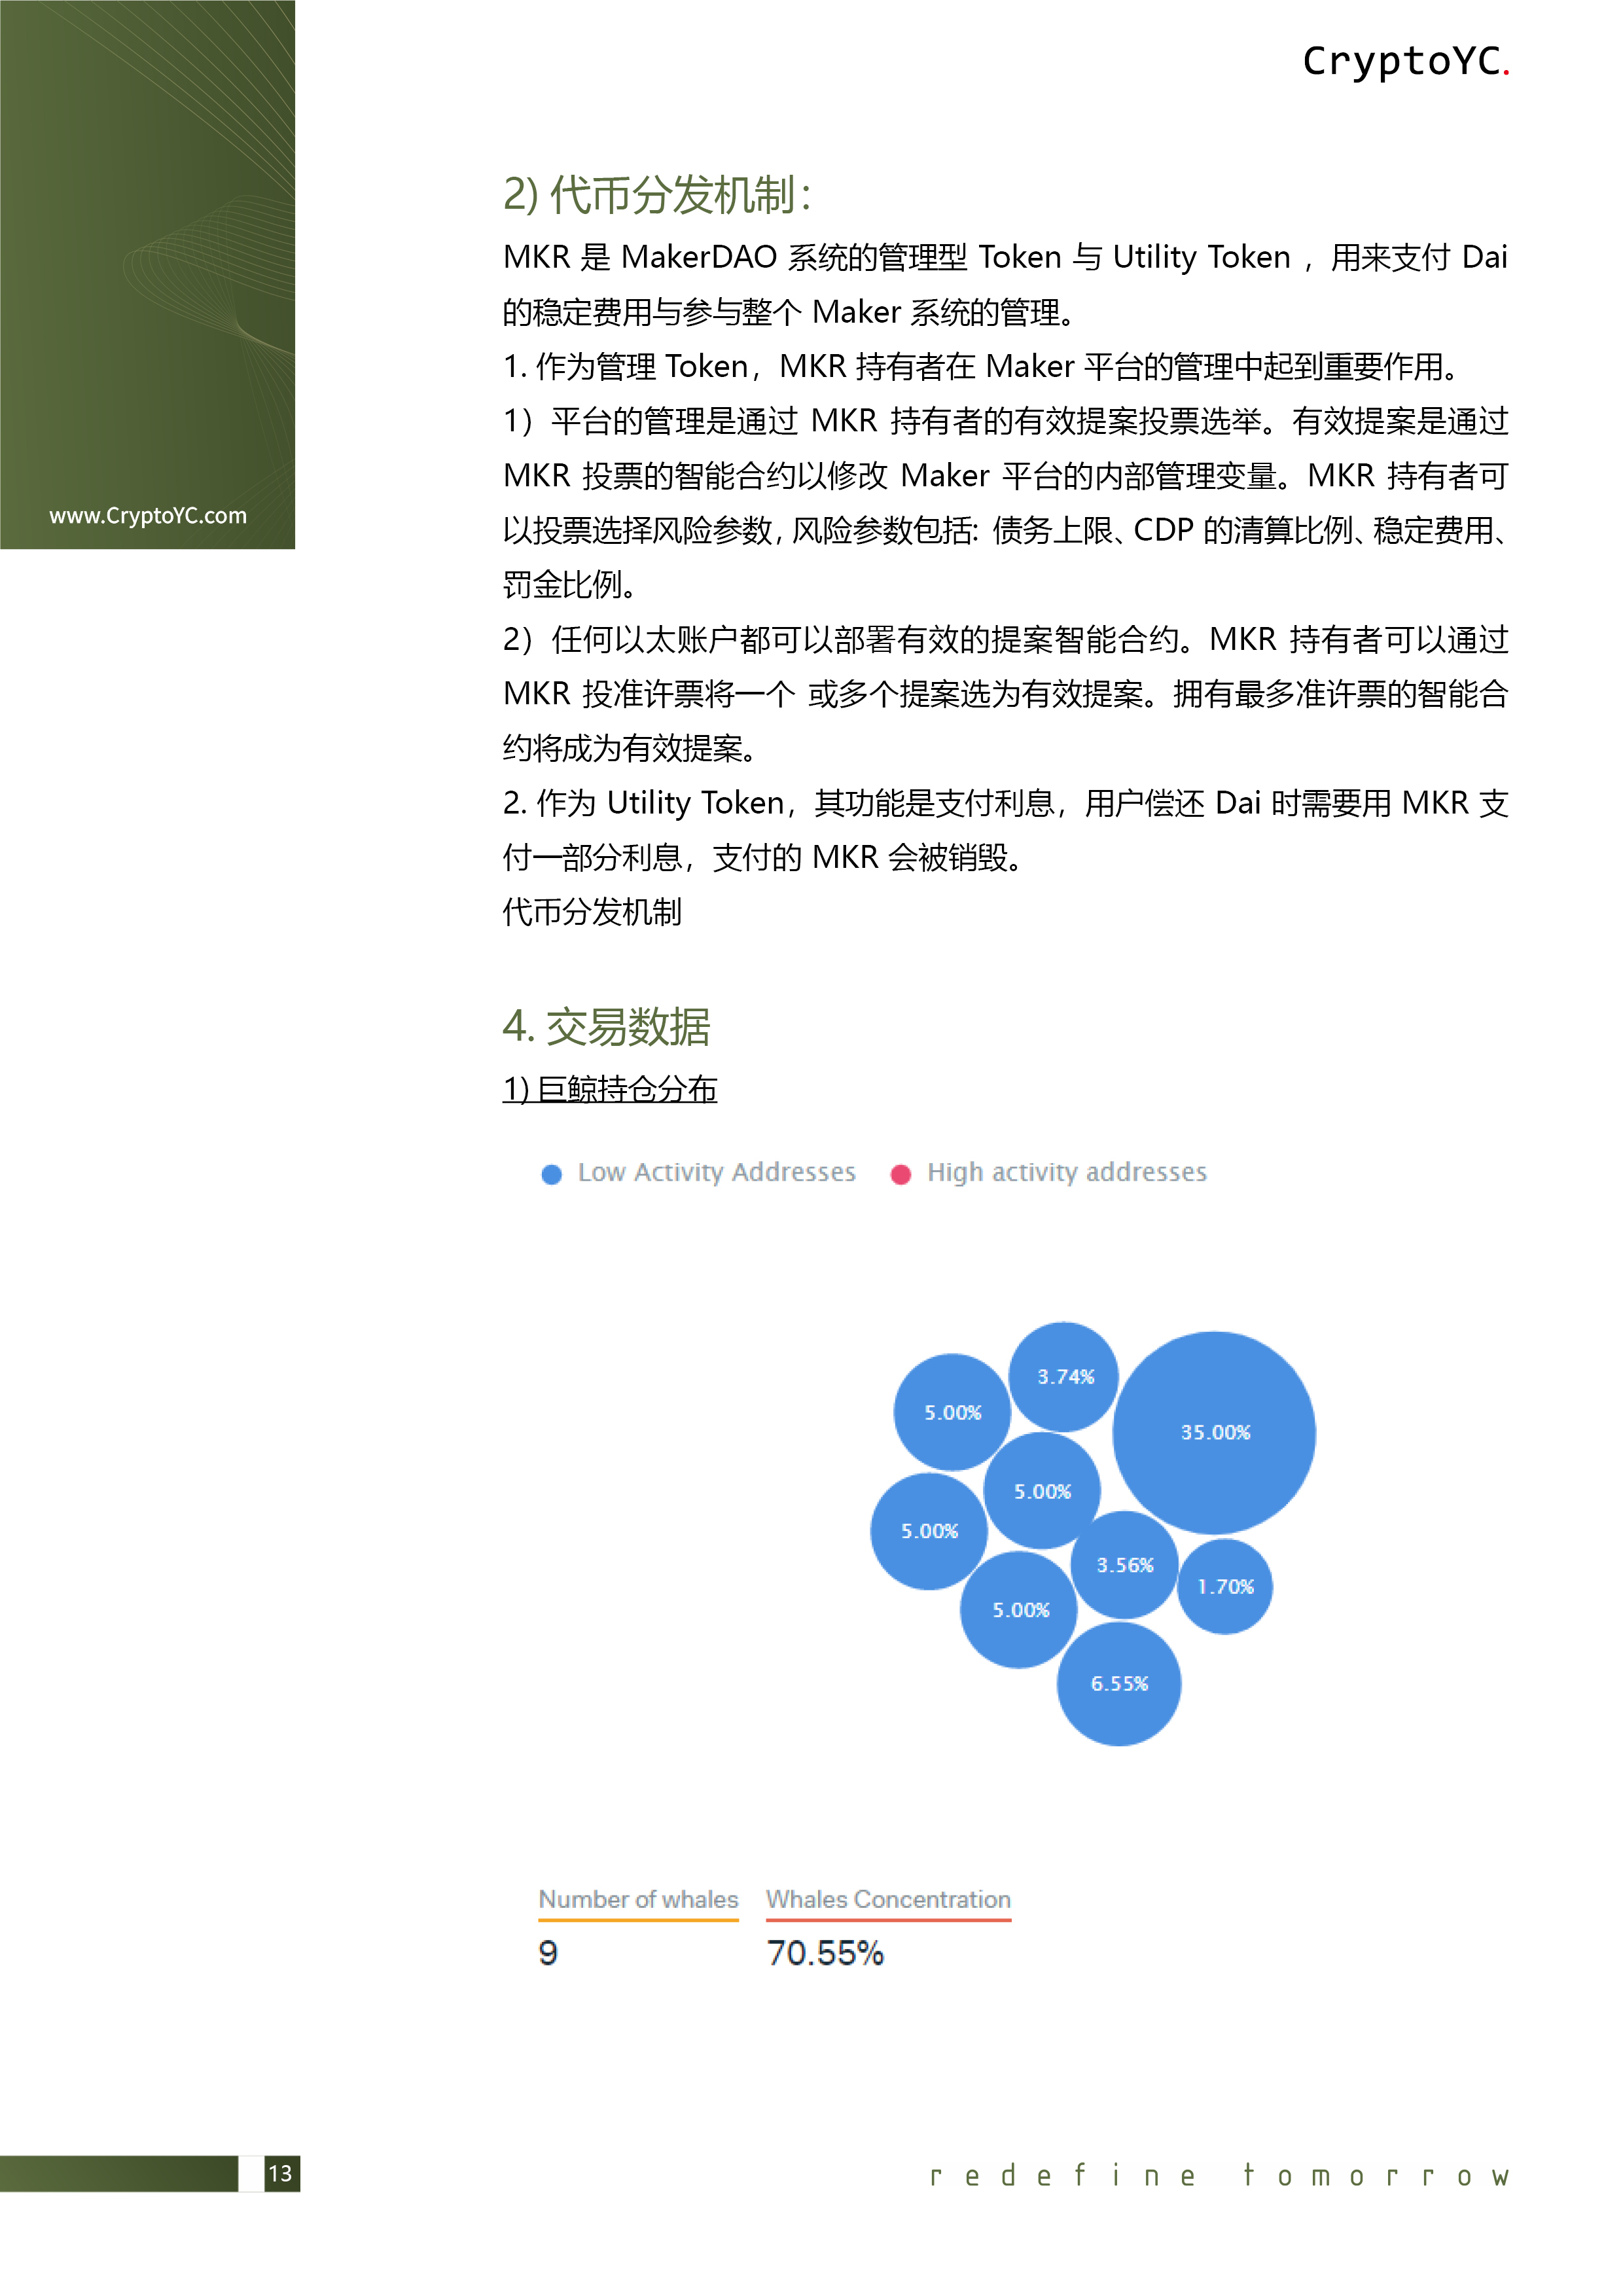 CryptoYC.
www.CryptoYC.com
2) 代币分发机制：
MKR 是 MakerDAO 系统的管理型 Token 与 Utility Token ，用来支付 Dai
的稳定费用与参与整个 Maker 系统的管理。
1. 作为管理 Token，MKR 持有者在 Maker 平台的管理中起到重要作用。
1）平台的管理是通过 MKR 持有者的有效提案投票选举。有效提案是通过
MKR 投票的智能合约以修改 Maker 平台的内部管理变量。MKR 持有者可
以投票选择风险参数，风险参数包括：债务上限、CDP 的清算比例、稳定费用、
罚金比例。
2）任何以太账户都可以部署有效的提案智能合约。MKR 持有者可以通过
MKR 投准许票将一个 或多个提案选为有效提案。拥有最多准许票的智能合
约将成为有效提案。
2. 作为 Utility Token，其功能是支付利息，用户偿还 Dai 时需要用 MKR 支
付一部分利息，支付的 MKR 会被销毁。
代币分发机制
4. 交易数据
1) 巨鲸持仓分布
Low Activity Addresses High activity addresses
3.74%
5.00%
35.00%
5.00%
5.00%
3.56%
1.70%
5.00%
6.55%
Number of whales Whales Concentration
9 70.55%
13
redefine tomorrow